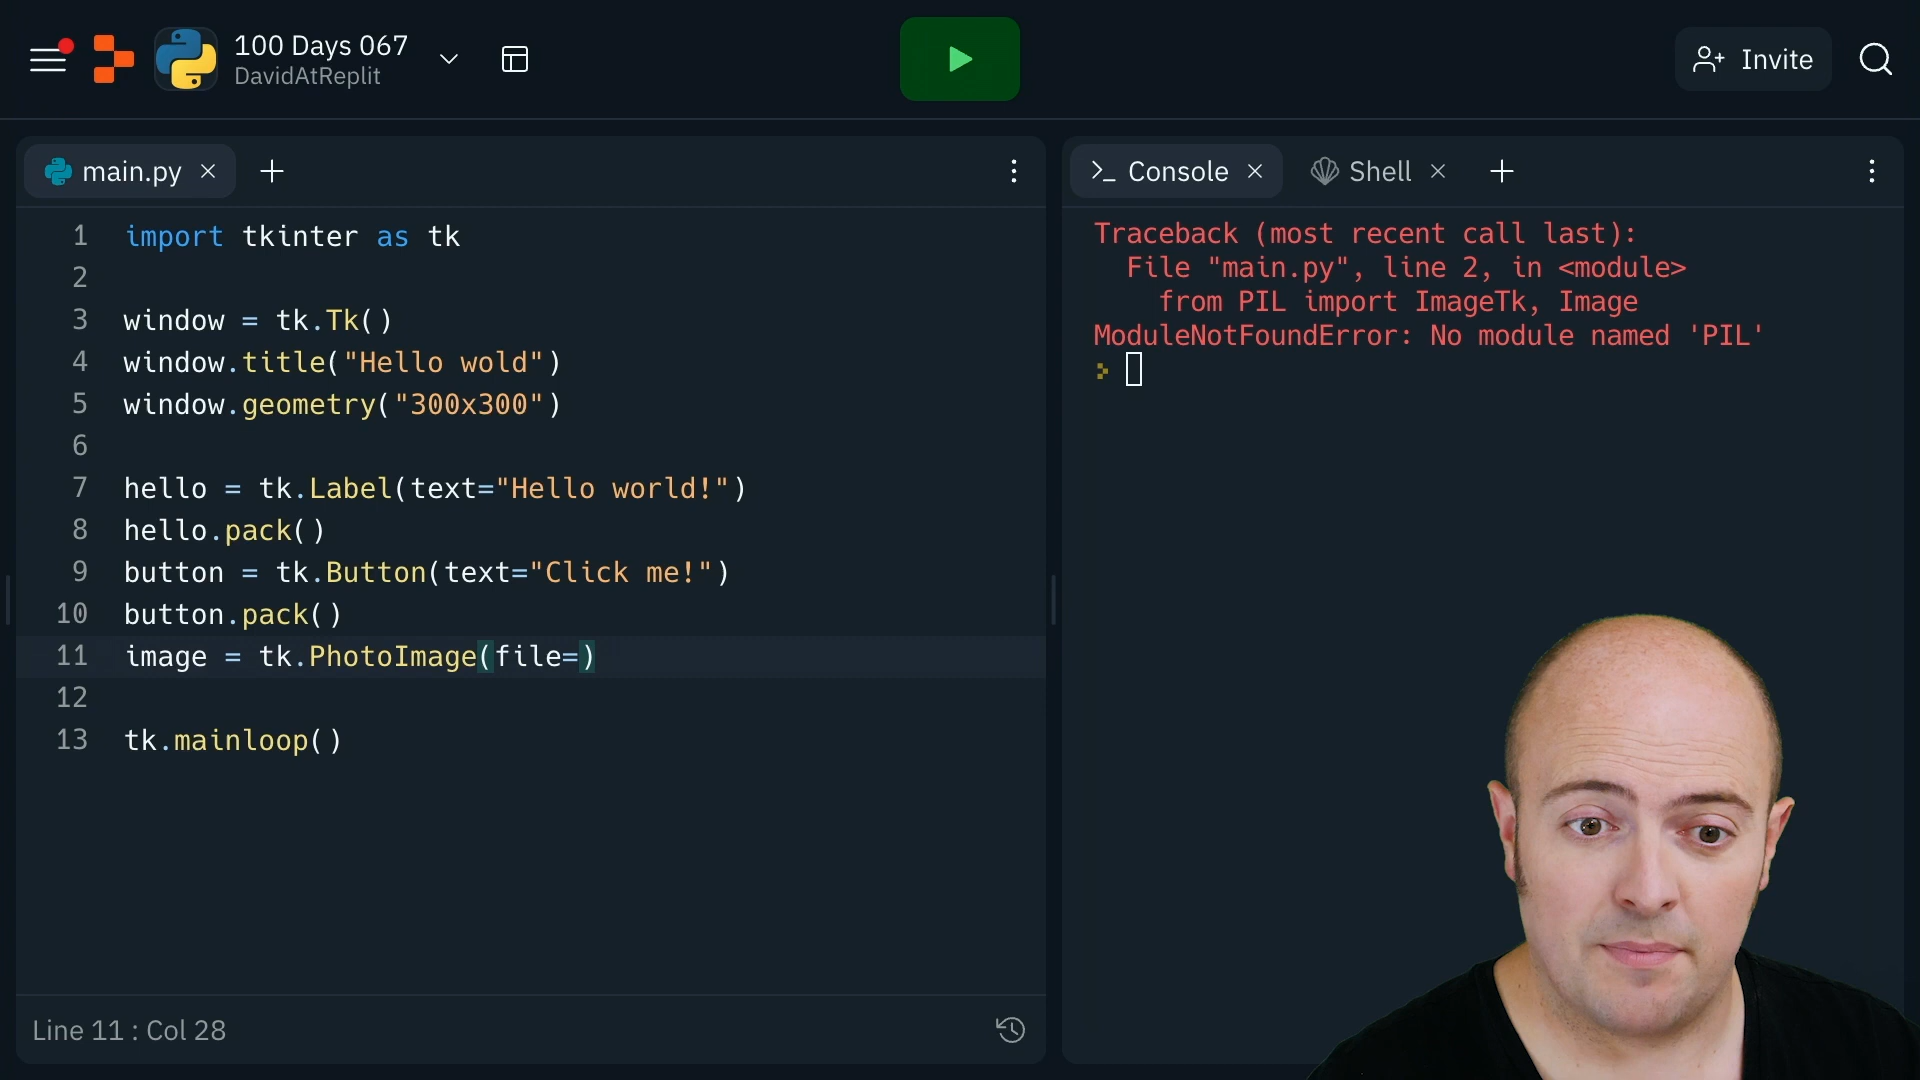 100 Days 067
DavidAtReplit
Invite
main.py
1 import tkinter as tk
2
3 window = tk.Tk()
4 window.title("Hello wold")
5 window.geometry("300x300")
6
7 hello = tk.Label(text="Hello world!")
8 hello.pack()
9 button = tk.Button(text="Click me!")
10 button.pack()
11 image = tk.PhotoImage(file=)
12
13 tk.mainloop()
Line 11 : Col 28
Console
Shell
Traceback (most recent call last):
File "main.py", line 2, in <module>
from PIL import ImageTk, Image
ModuleNotFoundError: No module named 'PIL'